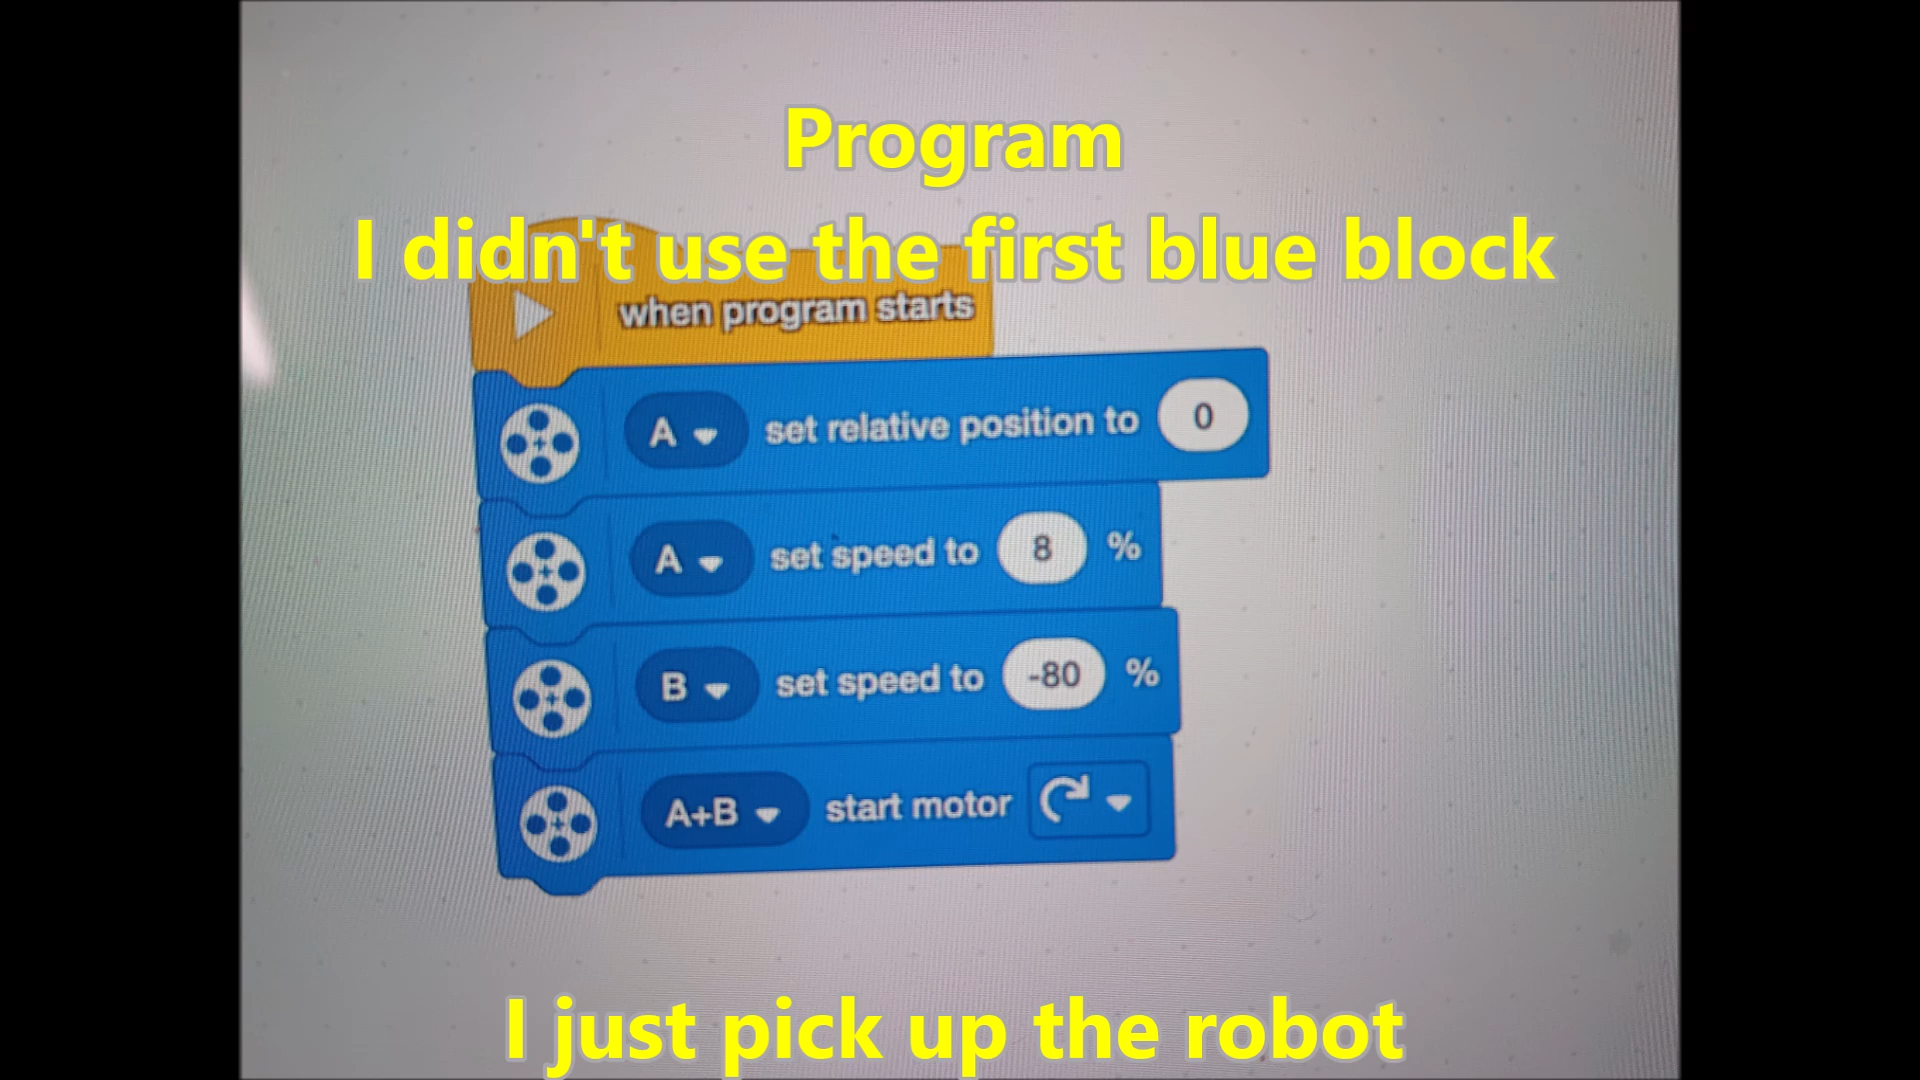 Program
I didn't use the first blue block
when program starts
A set relative position to 0
A set speed to 8 %
B set speed to -80 %
A+B start motor
I just pick up the robot